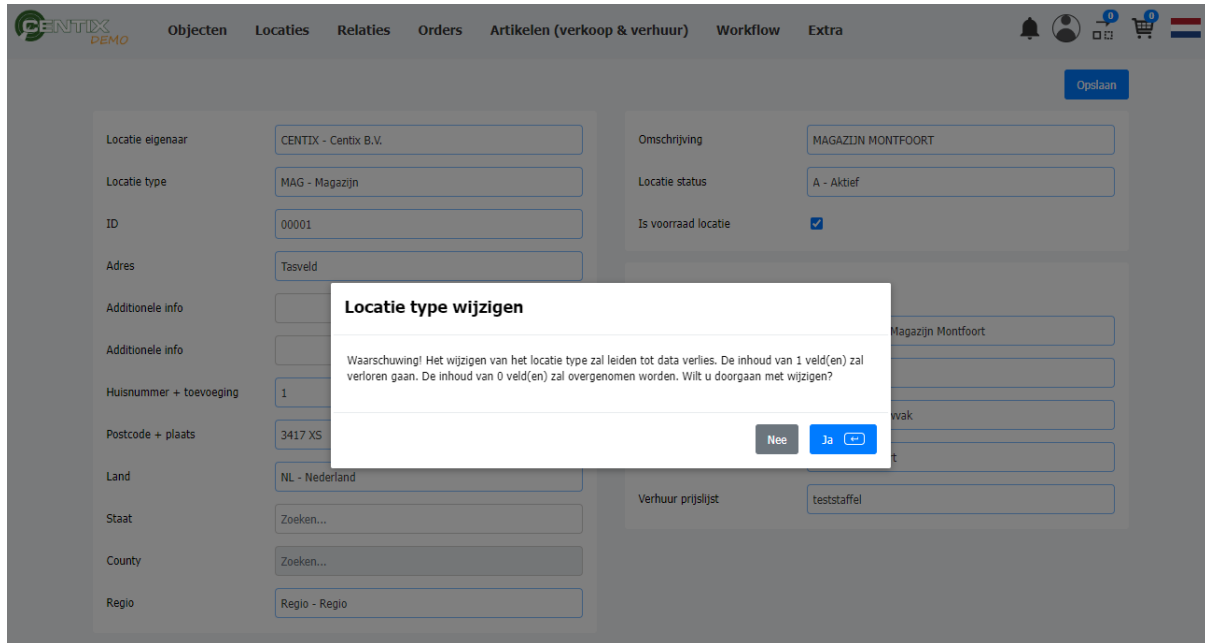 CENTIX
DEMO
Objecten Locaties Relaties Orders Artikelen (verkoop & verhuur) Workflow Extra 0 0
Opslaan
Locatie eigenaar CENTIX - Centix B.V.
Locatie type MAG - Magazijn
ID 00001
Adres Tasveld
Additionele info
Additionele info
Huisnummer + toevoeging 1
Postcode + plaats 3417 XS
Land NL - Nederland
Staat Zoeken...
County Zoeken...
Regio Regio - Regio
Omschrijving MAGAZIJN MONTFOORT
Locatie status A - Aktief
Is voorraad locatie
Magazijn Montfoort
Verhuur prijslijst teststaffel
Locatie type wijzigen
Waarschuwing! Het wijzigen van het locatie type zal leiden tot data verlies. De inhoud van 1 veld(en) zal
verloren gaan. De inhoud van 0 veld(en) zal overgenomen worden. Wilt u doorgaan met wijzigen?
Nee Ja